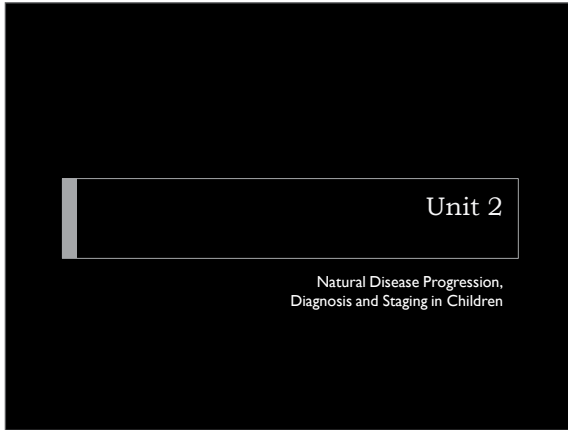 Unit 2
Natural Disease Progression,
Diagnosis and Staging in Children